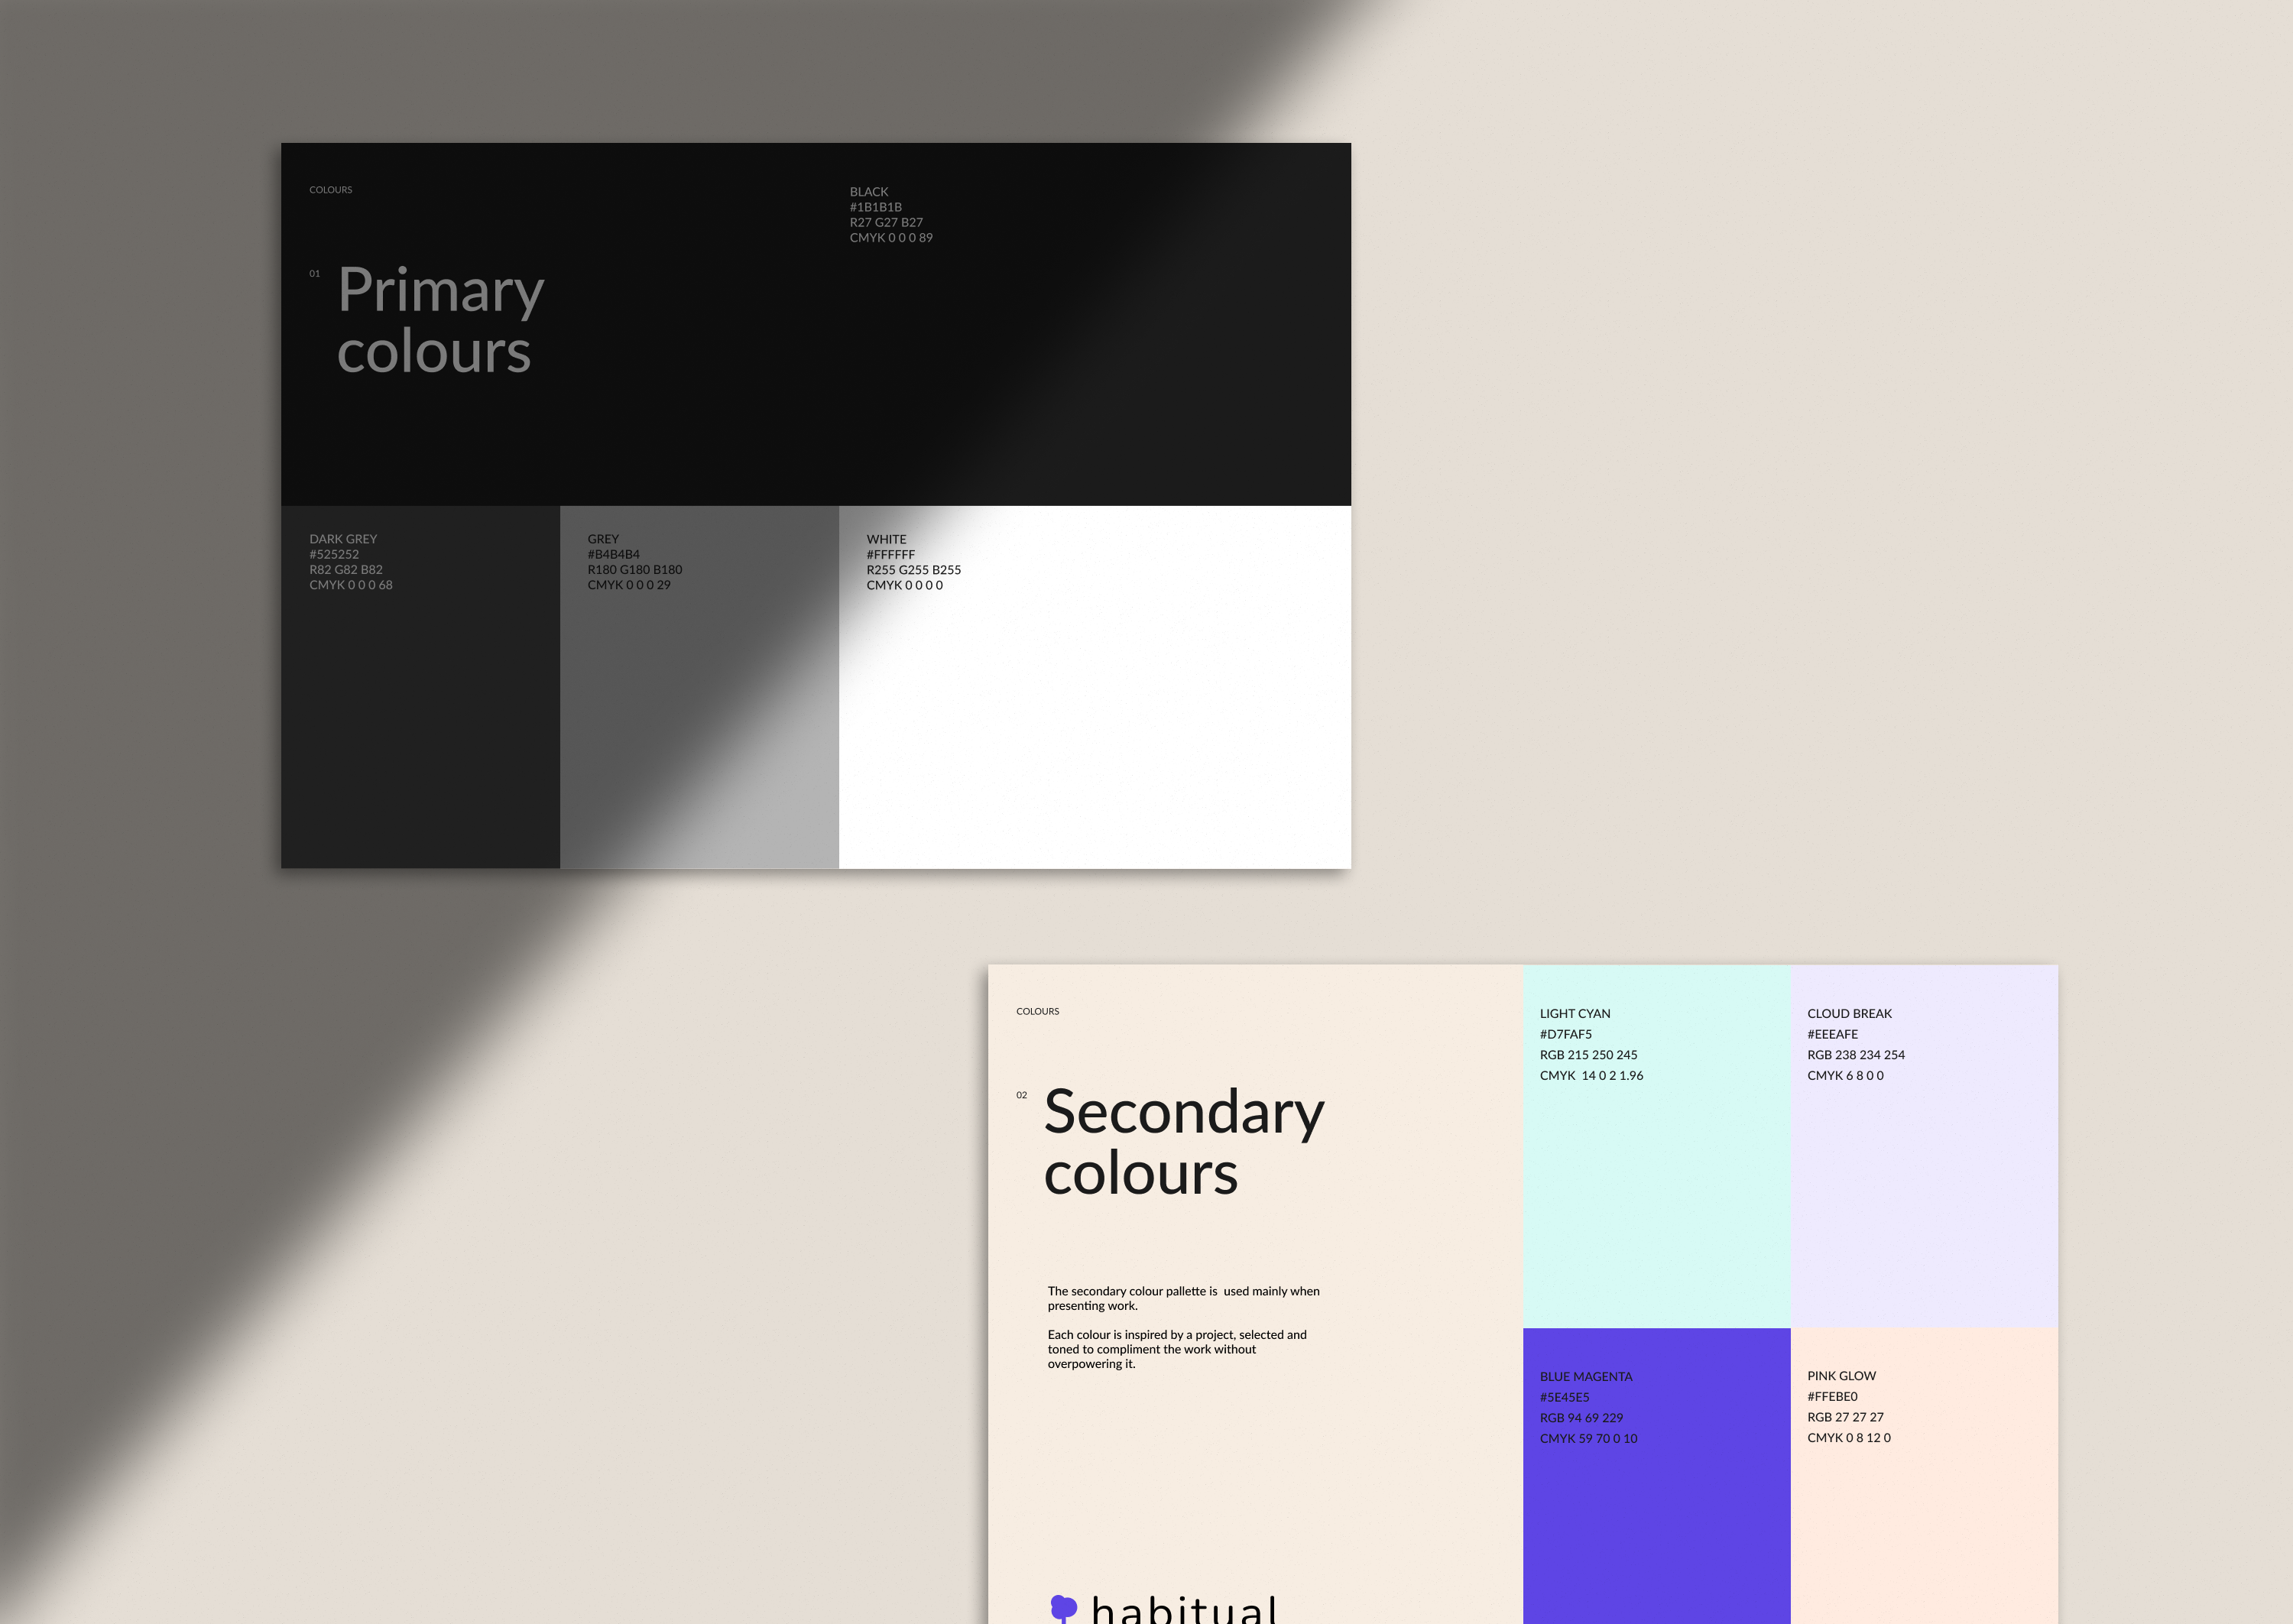 COLOURS
01
Primary
colours
BLACK
#1B1B1B
R27 G27 B27
CMYK 0 0 0 89
DARK GREY
#525252
R82 G82 B82
CMYK 0 0 0 68
GREY
#B4B4B4
R180 G180 B180
CMYK 0 0 0 29
WHITE
#FFFFFF
R255 G255 B255
CMYK 0 0 0 0
COLOURS
02
Secondary
colours
The secondary colour pallette is  used mainly when
presenting work.
Each colour is inspired by a project, selected and
toned to compliment the work without
overpowering it.
habitual
LIGHT CYAN
#D7FAF5
RGB 215 250 245
CMYK  14 0 2 1.96
CLOUD BREAK
#EEEAFE
RGB 238 234 254
CMYK 6 8 0 0
BLUE MAGENTA
#5E45E5
RGB 94 69 229
CMYK 59 70 0 10
PINK GLOW
#FFEBE0
RGB 27 27 27
CMYK 0 8 12 0